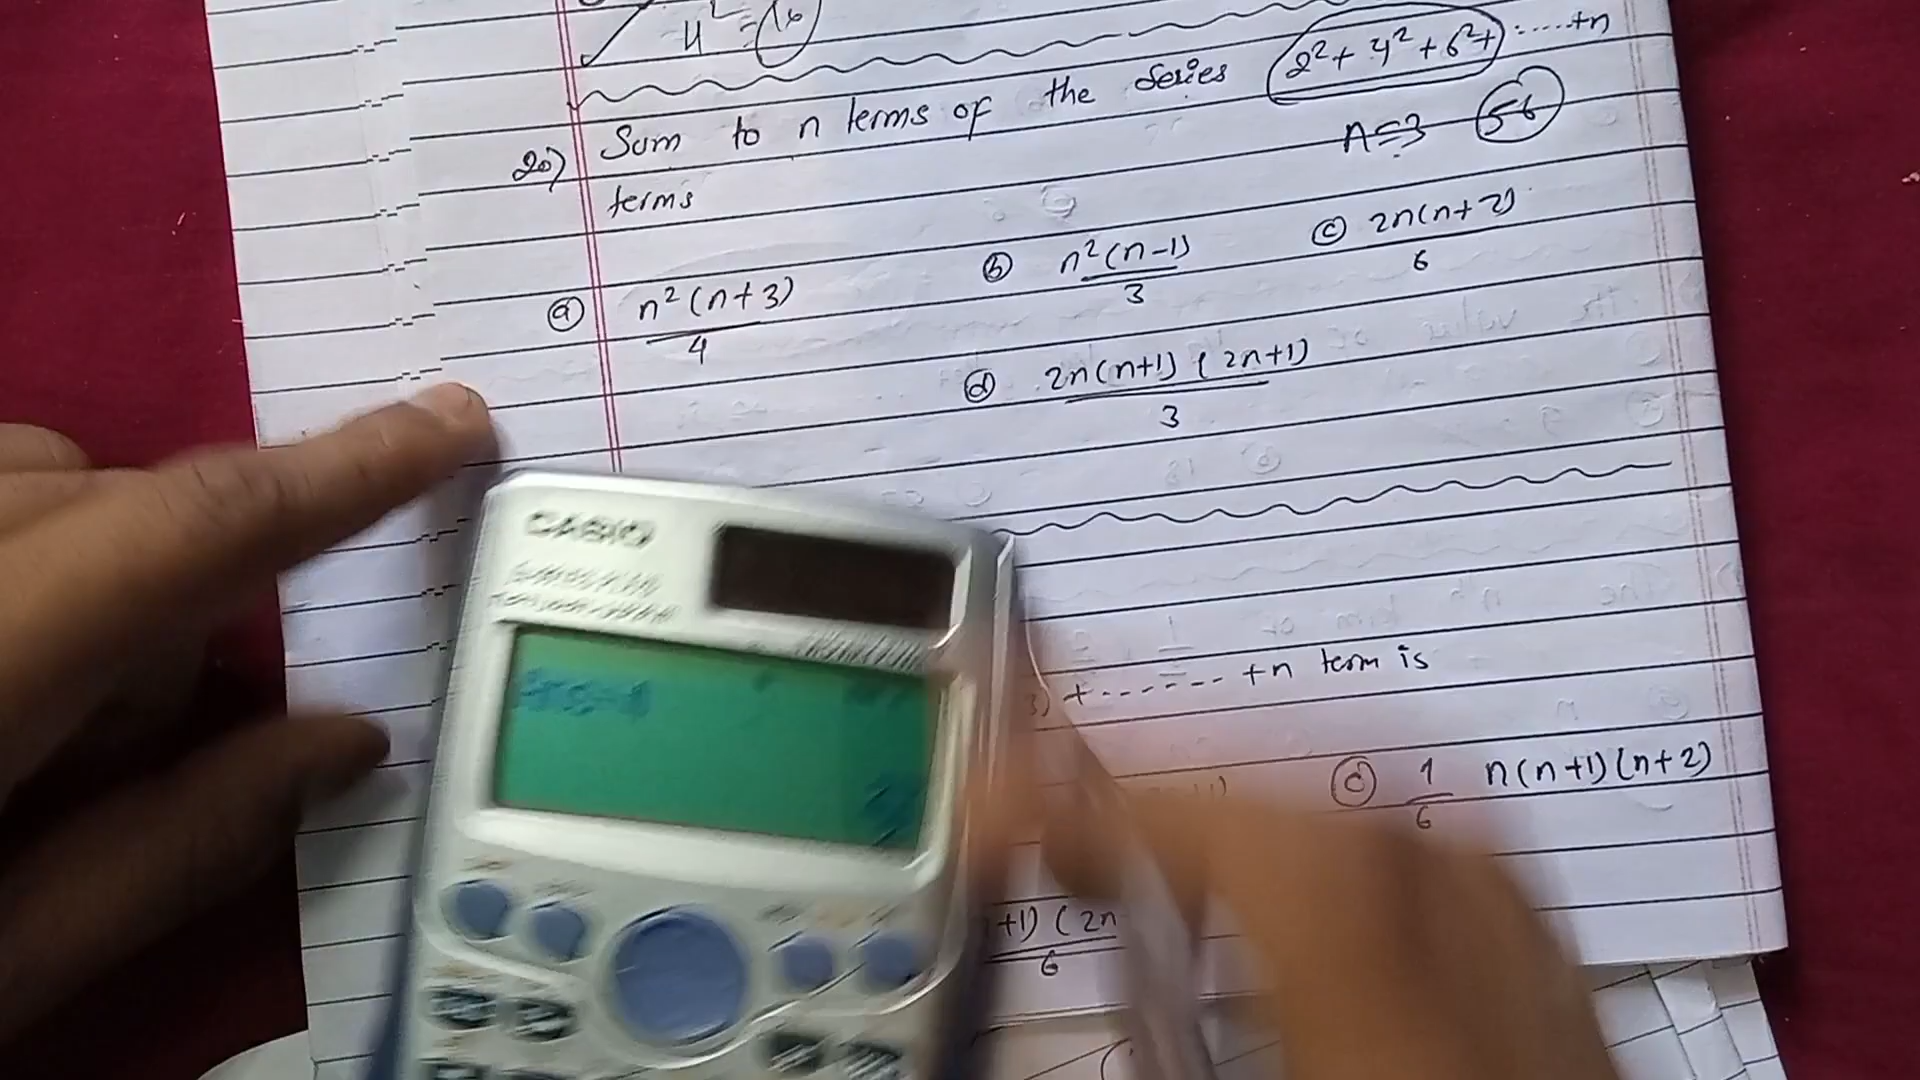 4² = 16
20) Sum to n terms of the series 2² + 4² + 6² + ......+n
terms
n=3 56
ⓐ n²(n+3)
4
ⓑ n²(n-1)
3
ⓒ 2n(n+2)
6
ⓓ 2n(n+1)(2n+1)
3
CASIO
3) + ------ +n term is
ⓒ 1 n(n+1)(n+2)
6
+1) (2n
6